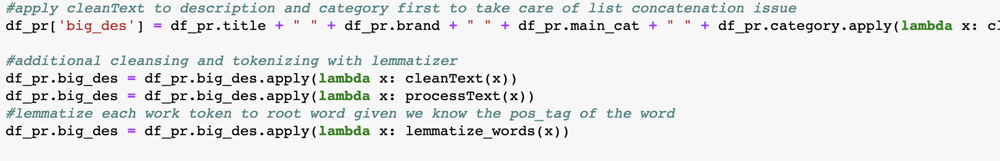 #apply cleanText to description and category first to take care of list concatenation issue
df_pr['big_des'] = df_pr.title + " " + df_pr.brand + " " + df_pr.main_cat + " " + df_pr.category.apply(lambda x: cl
#additional cleansing and tokenizing with lemmatizer
df_pr.big_des = df_pr.big_des.apply(lambda x: cleanText(x))
df_pr.big_des = df_pr.big_des.apply(lambda x: processText(x))
#lemmatize each work token to root word given we know the pos_tag of the word
df_pr.big_des = df_pr.big_des.apply(lambda x: lemmatize_words(x))